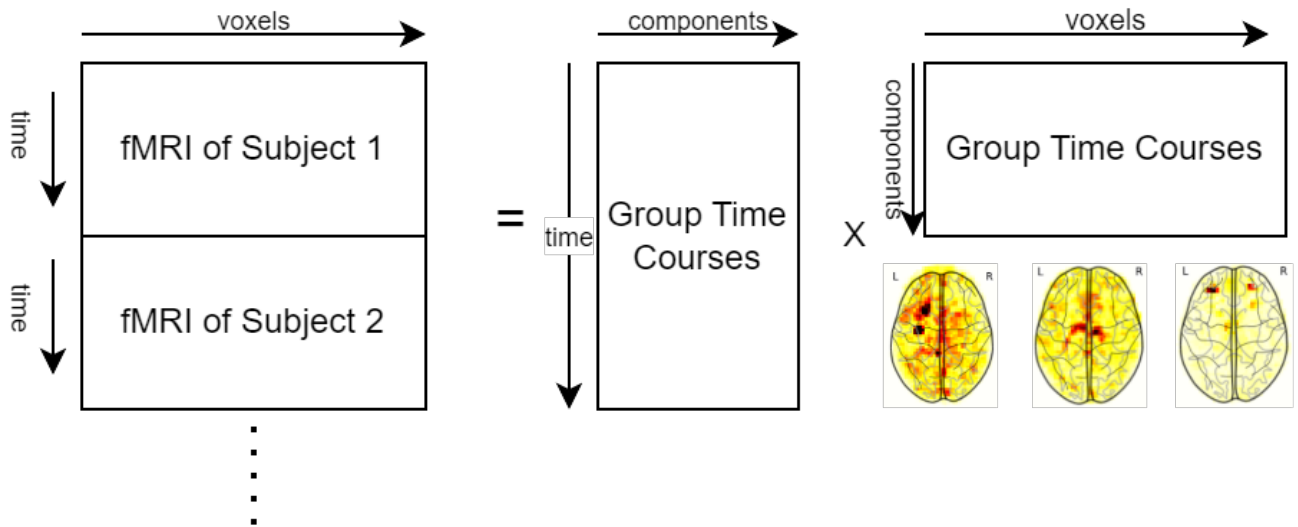 voxels
components
voxels
time
fMRI of Subject 1
components
Group Time Courses
=
time
Group Time
Courses
X
time
fMRI of Subject 2
L
R
L
R
L
R